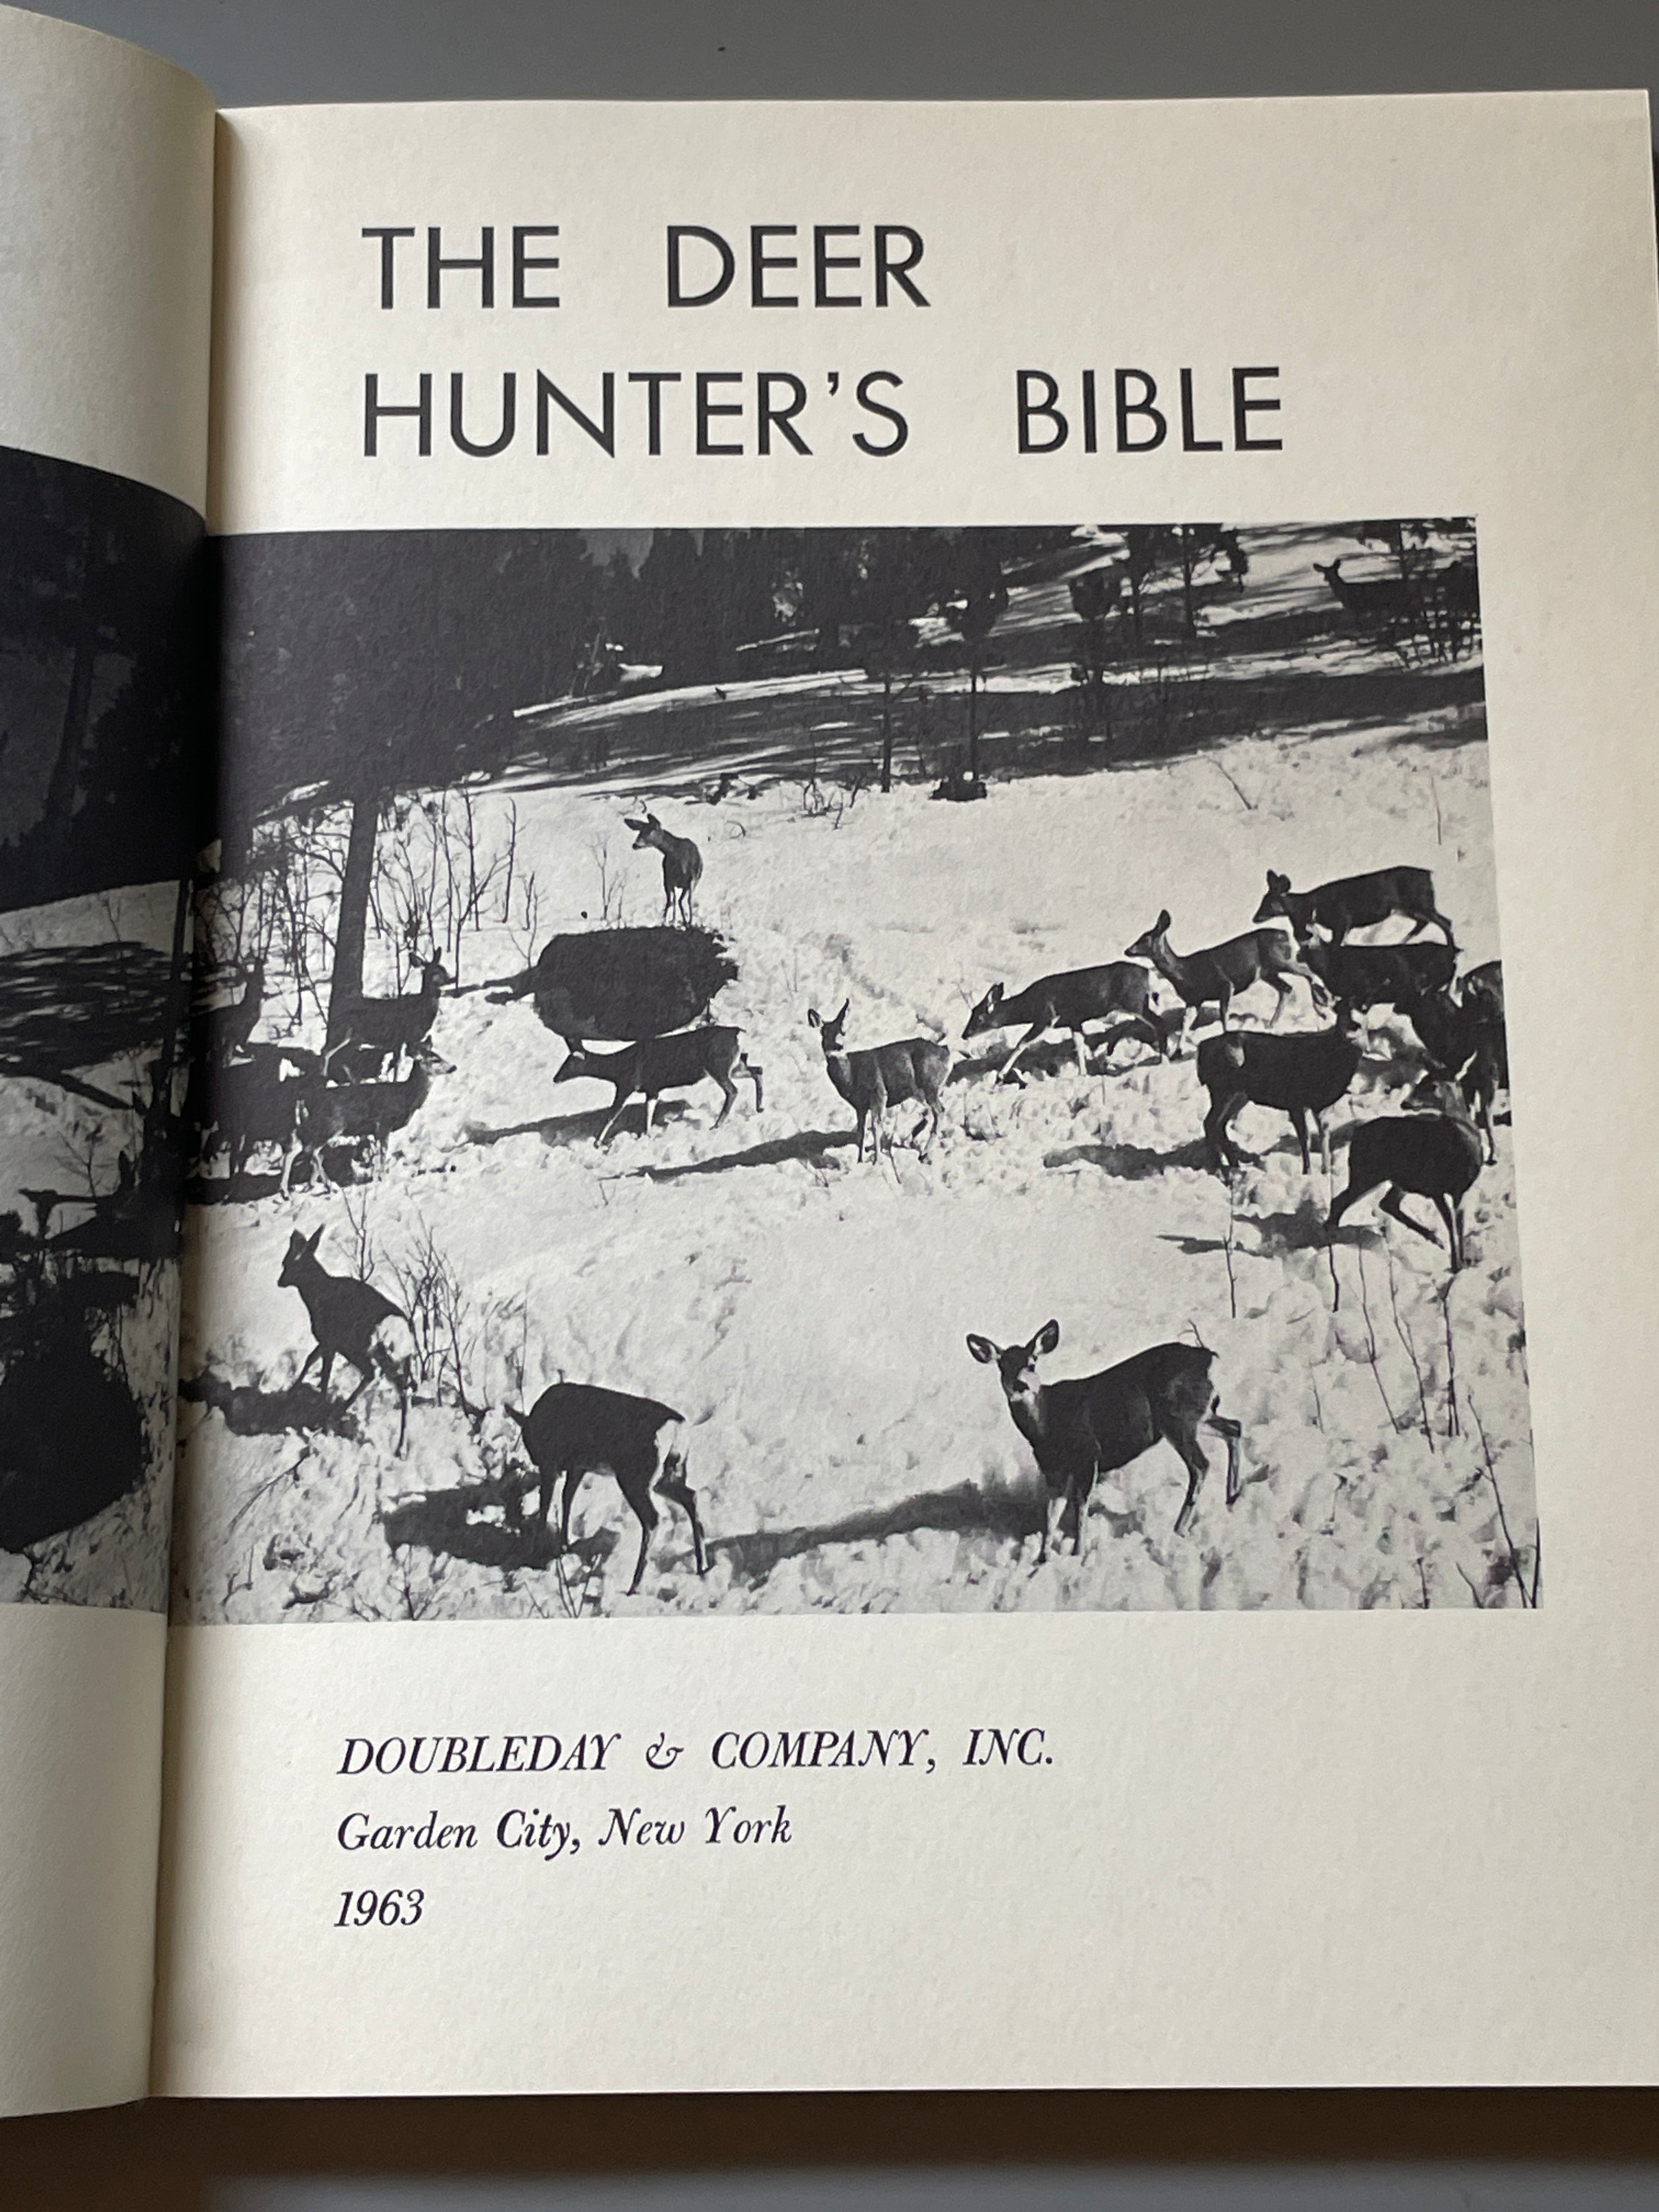 THE DEER
HUNTER’S BIBLE
DOUBLEDAY & COMPANY, INC.
Garden City, New York
1963